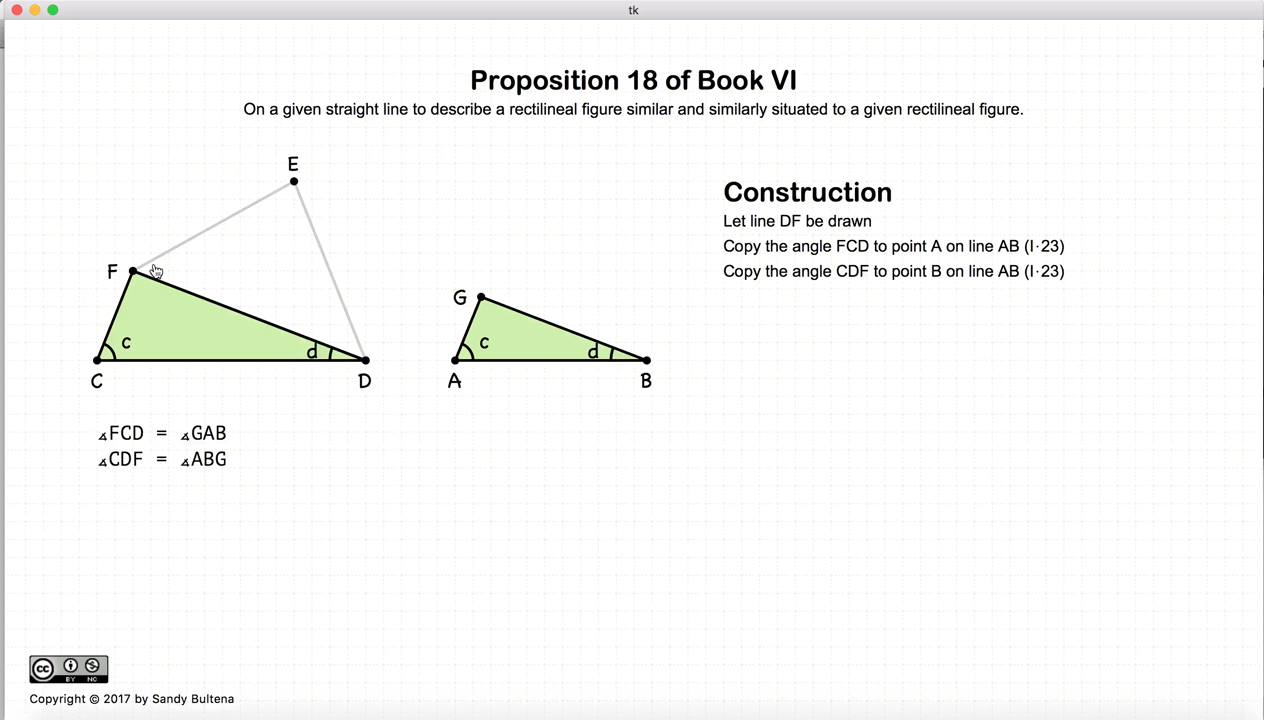 tk
Proposition 18 of Book VI
On a given straight line to describe a rectilineal figure similar and similarly situated to a given rectilineal figure.
E
Construction
Let line DF be drawn
Copy the angle FCD to point A on line AB (I·23)
Copy the angle CDF to point B on line AB (I·23)
F
G
c
d
c
d
C
D
A
B
∡FCD = ∡GAB
∡CDF = ∡ABG
cc
BY NC
Copyright © 2017 by Sandy Bultena